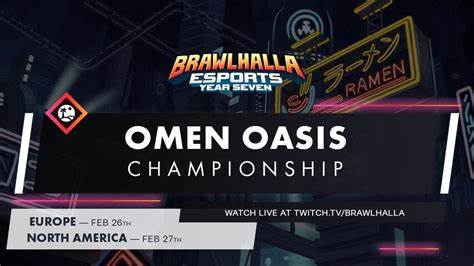 BRAWLHALLA
ESPORTS
YEAR SEVEN
ラーメン
RAMEN
OMEN OASIS
CHAMPIONSHIP
WATCH LIVE AT TWITCH.TV/BRAWLHALLA
EUROPE — FEB 26TH
NORTH AMERICA — FEB 27TH